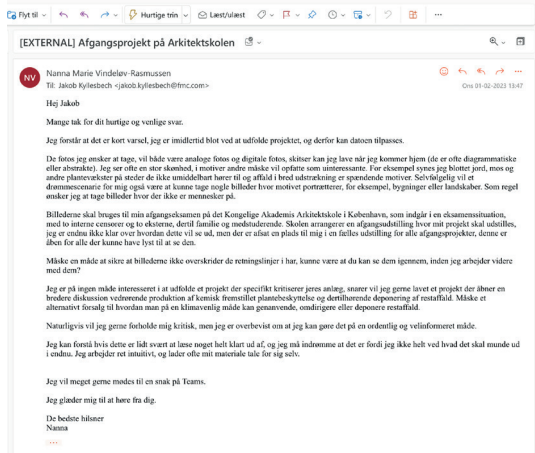 Flyt til
Hurtige trin
Læst/ulæst
[EXTERNAL] Afgangsprojekt på Arkitektskolen
NV
Nanna Marie Vindeløv-Rasmussen
Til: Jakob Kyllesbech <jakob.kyllesbech@fmc.com>
Ons 01-02-2023 13:47
Hej Jakob
Mange tak for dit hurtige og venlige svar.
Jeg forstår at det er kort varsel, jeg er imidlertid blot ved at udfolde projektet, og derfor kan datoen tilpasses.
De fotos jeg ønsker at tage, vil både være analoge fotos og digitale fotos, skitser kan jeg lave når jeg kommer hjem (de er ofte diagrammatiske
eller abstrakte). Jeg ser ofte en stor skønhed, i motiver andre måske vil opfatte som uinteressante. For eksempel synes jeg blottet jord, mos og
andre plantevækster på steder de ikke umiddelbart hører til og affald i bred udstrækning er spændende motiver. Selvfølgelig vil et
drømmescenarie for mig også være at kunne tage nogle billeder hvor motivet portrætterer, for eksempel, bygninger eller landskaber. Som regel
ønsker jeg at tage billeder hvor der ikke er mennesker på.
Billederne skal bruges til min afgangseksamen på det Kongelige Akademis Arkitektskole i København, som indgår i en eksamenssituation,
med to interne censorer og to eksterne, dertil familie og medstuderende. Skolen arrangerer en afgangsudstilling hvor mit projekt skal udstilles,
jeg er endnu ikke klar over hvordan dette vil se ud, men der er afsat en plads til mig i en fælles udstilling for alle afgangsprojekter, denne er
åben for alle der kunne have lyst til at se den.
Måske en måde at sikre at billederne ikke overskrider de retningslinjer i har, kunne være at du kan se dem igennem, inden jeg arbejder videre
med dem?
Jeg er på ingen måde interesseret i at udfolde et projekt der specifikt kritiserer jeres anlæg, snarer vil jeg gerne lavet et projekt der åbner for en
bredere diskussion vedrørende produktion af kemisk fremstillet plantebeskyttelse og dertilhørende deponering af restaffald. Måske et
alternativt forsalg til hvordan man på en klimavenlig måde kan genanvende, omdirigere eller deponere restaffald.
Naturligvis vil jeg gerne forholde mig kritisk, men jeg er overbevist om at jeg kan gøre det på en ordentlig og velinformeret måde.
Jeg kan forstå hvis dette er lidt svært at læse noget helt klart ud af, og jeg må indrømme at det er fordi jeg ikke helt ved hvad det skal munde ud
i endnu. Jeg arbejder ret intuitivt, og lader ofte mit materiale tale for sig selv.
Jeg vil meget gerne mødes til en snak på Teams.
Jeg glæder mig til at høre fra dig.
De bedste hilsner
Nanna